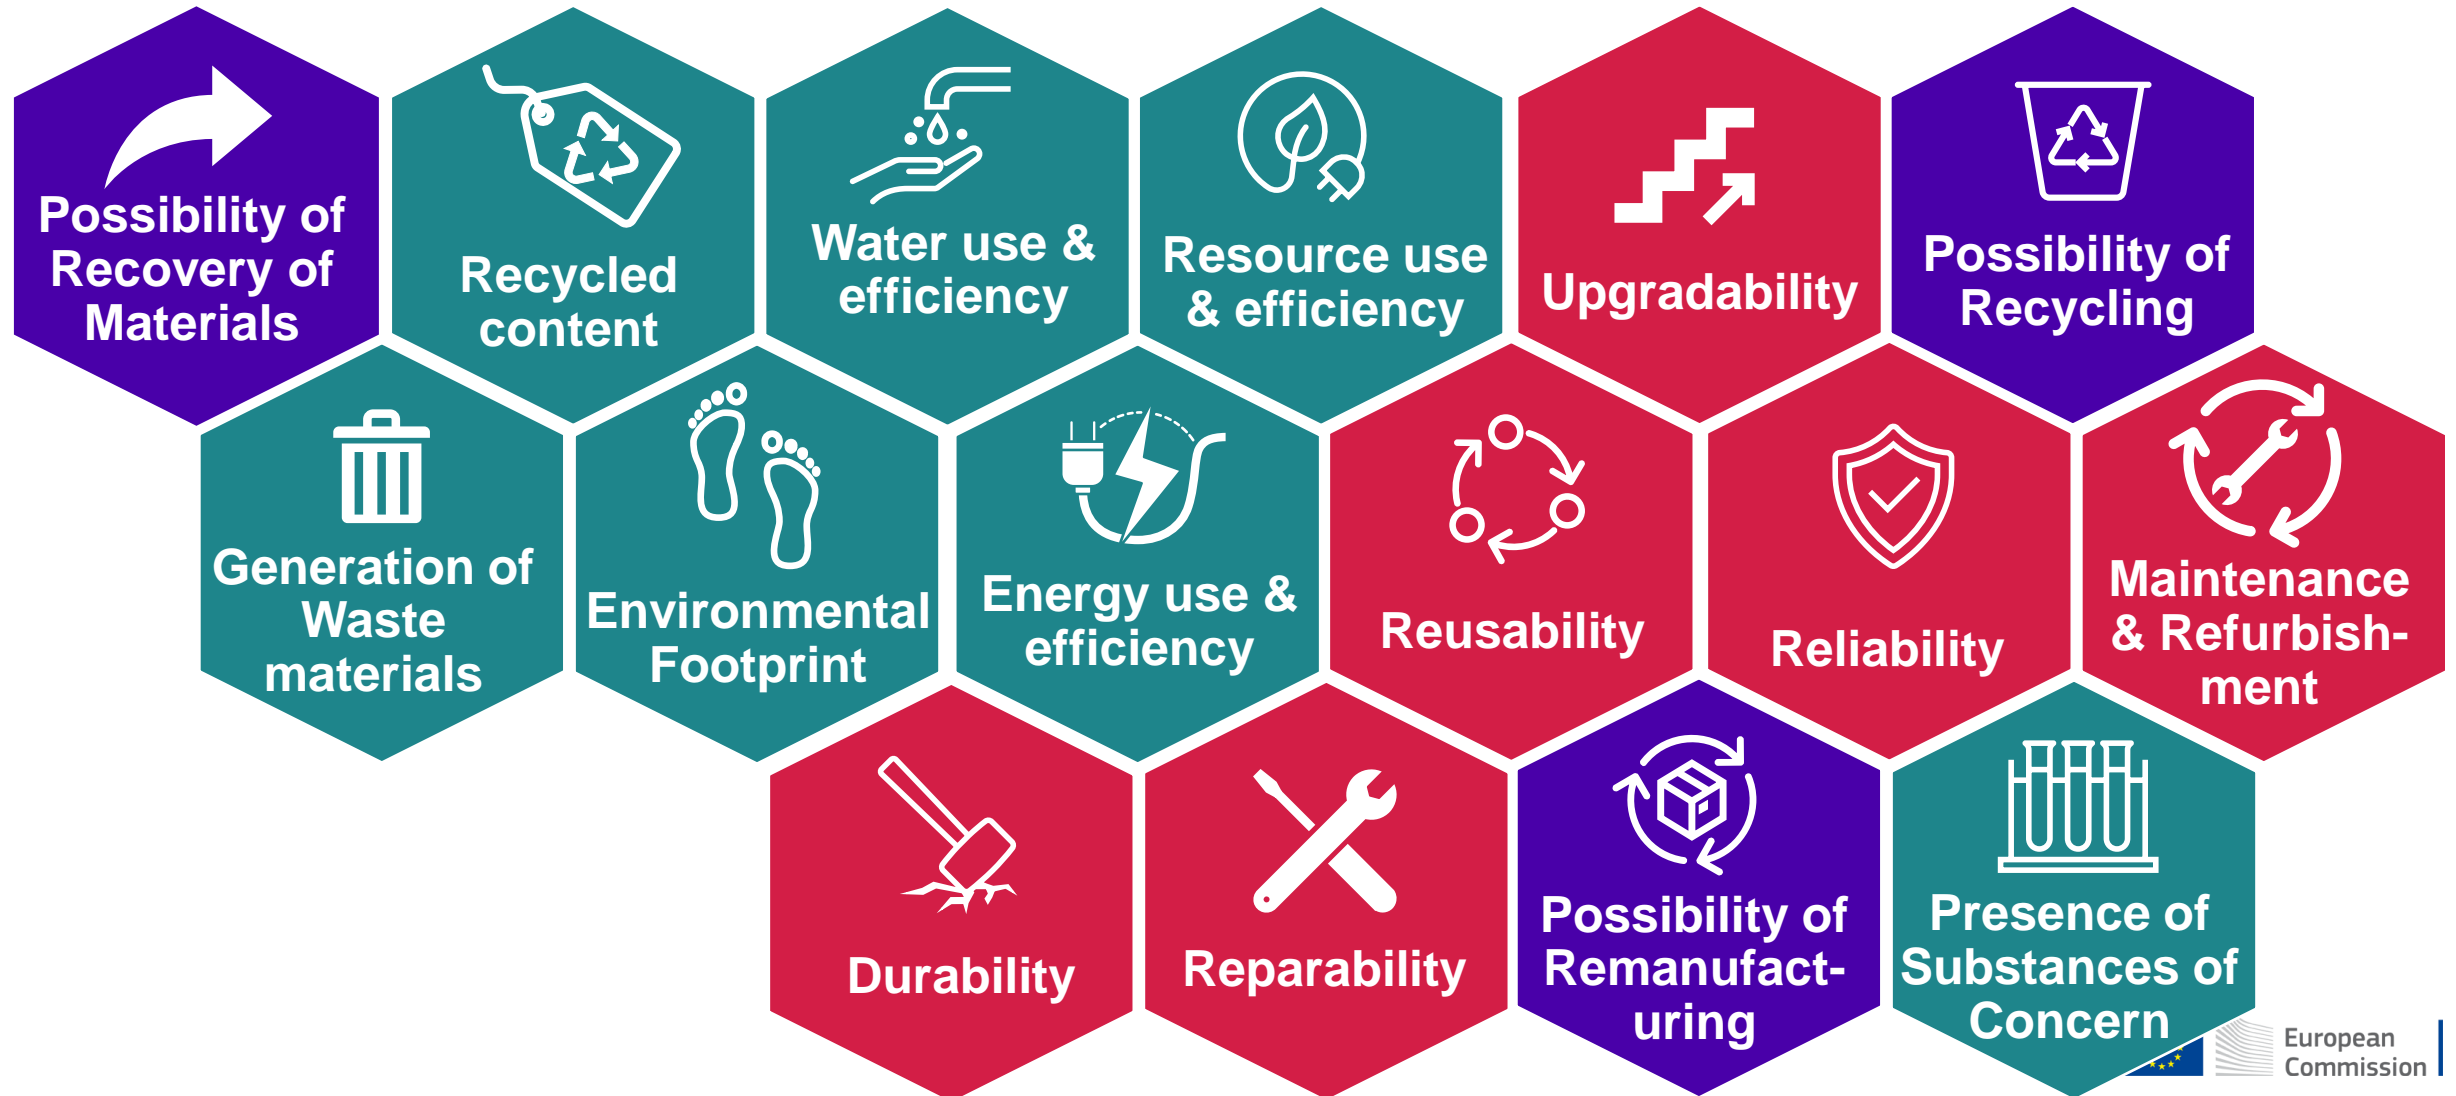 Possibility of
Recovery of
Materials
Recycled
content
Water use &
efficiency
Resource use
& efficiency
Upgradability
Possibility of
Recycling
Generation of
Waste
materials
Environmental
Footprint
Energy use &
efficiency
Reusability
Reliability
Maintenance
& Refurbish-
ment
Durability
Reparability
Possibility of
Remanufact-
uring
Presence of
Substances of
Concern
European
Commission